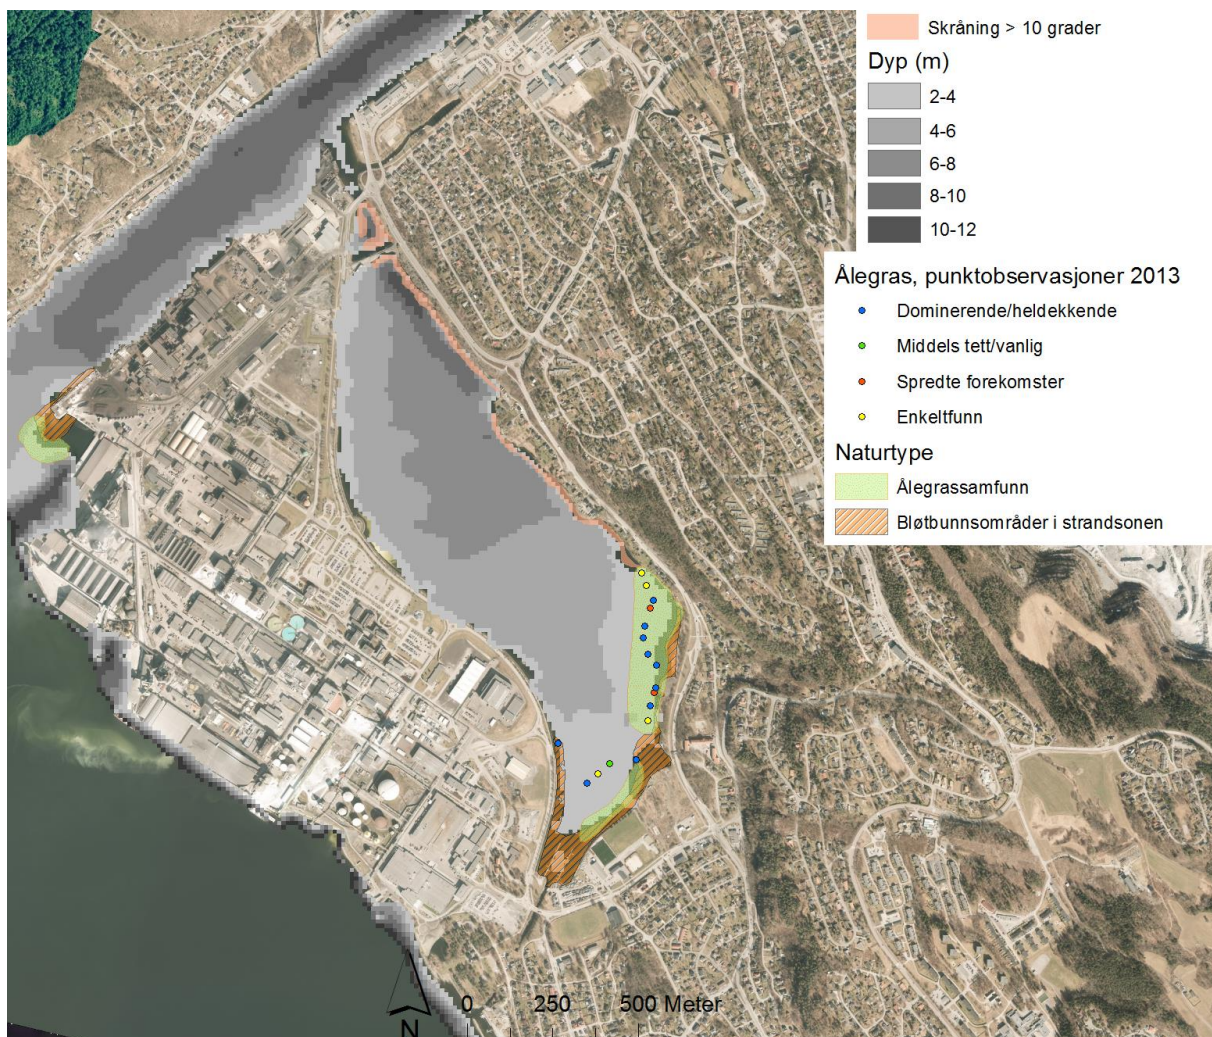 Skråning > 10 grader
Dyp (m)
2-4
4-6
6-8
8-10
10-12
Ålegras, punktobservasjoner 2013
Dominerende/heldekkende
Middels tett/vanlig
Spredte forekomster
Enkeltfunn
Naturtype
Ålegrassamfunn
Bløtbunnsområder i strandsonen
0 250 500 Meter
N